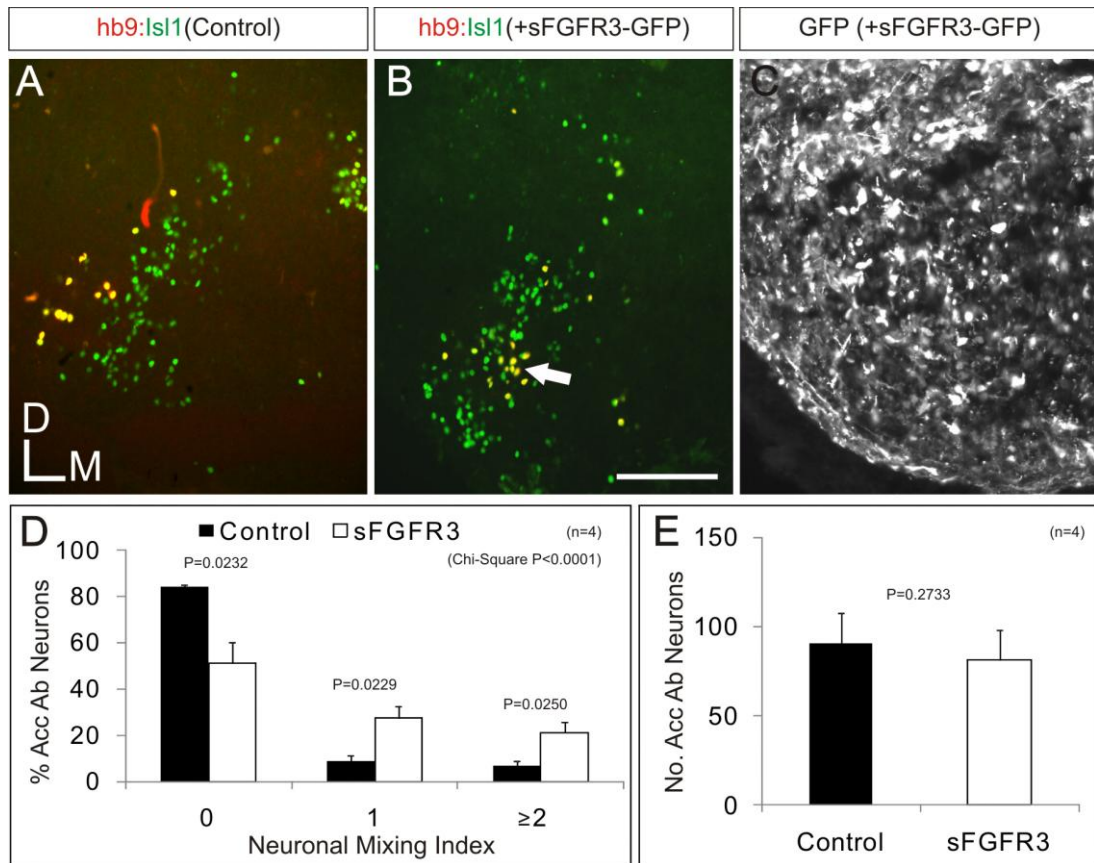 hb9:Isl1(Control)
hb9:Isl1(+sFGFR3-GFP)
GFP (+sFGFR3-GFP)
A
B
C
D
M
D
Control
sFGFR3
(n=4)
(Chi-Square P<0.0001)
% Acc Ab Neurons
100
80
60
40
20
0
P=0.0232
P=0.0229
P=0.0250
0
1
≥2
Neuronal Mixing Index
E
(n=4)
No. Acc Ab Neurons
150
100
50
0
P=0.2733
Control
sFGFR3